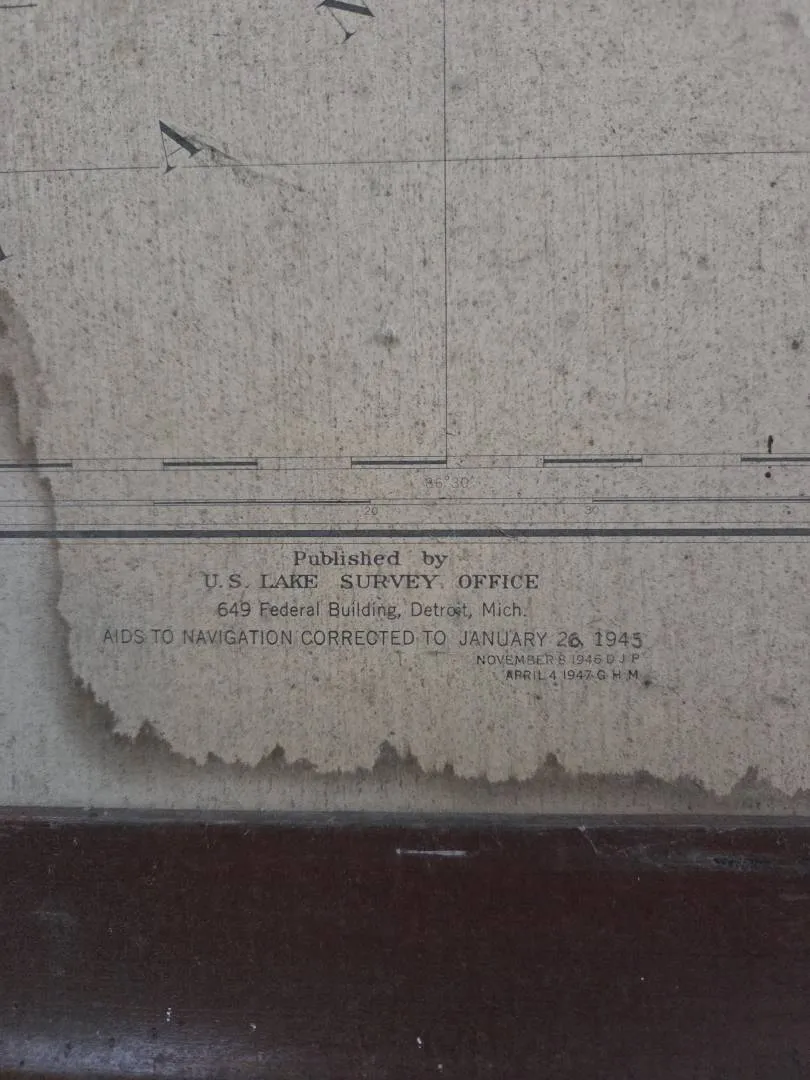 A
86°30'
20
30
Published by
U.S. LAKE SURVEY OFFICE
649 Federal Building, Detroit, Mich.
AIDS TO NAVIGATION CORRECTED TO JANUARY 26, 1945
NOVEMBER 8 1946 D J P
APRIL 4 1947 G H M